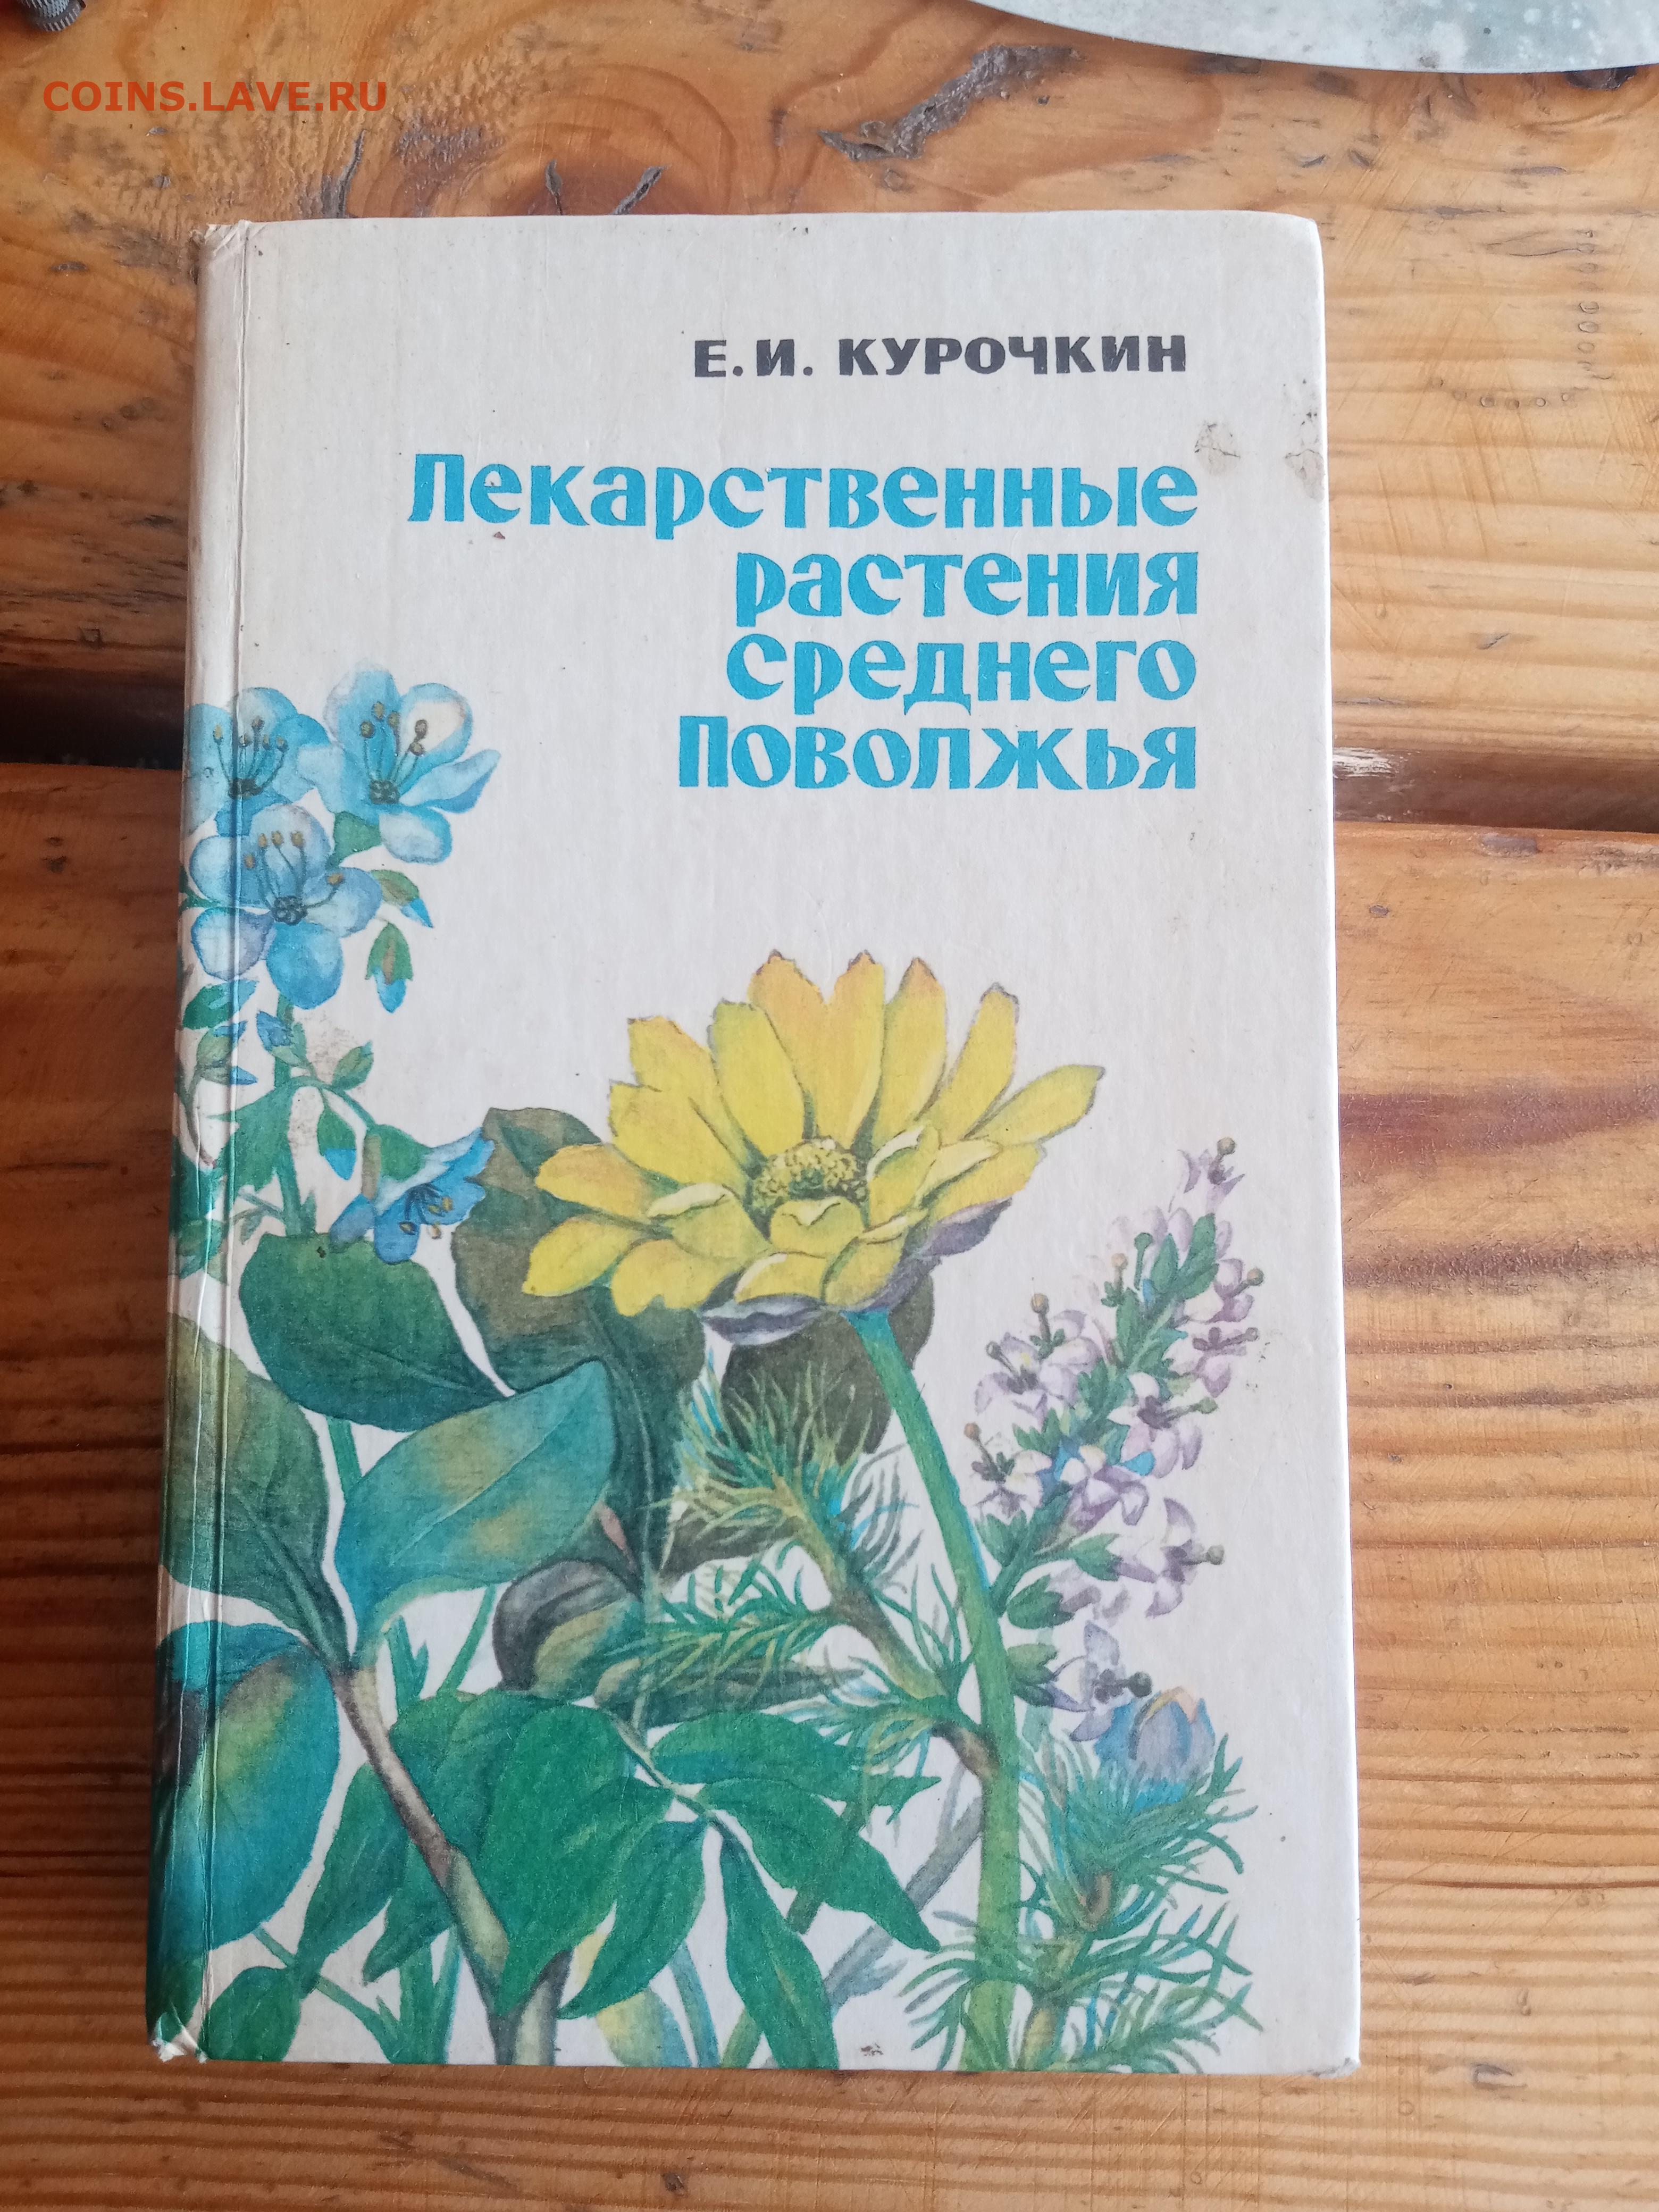 COINS.LAVE.RU
Е. И. КУРОЧКИН
Лекарственные
растения
Среднего
Поволжья